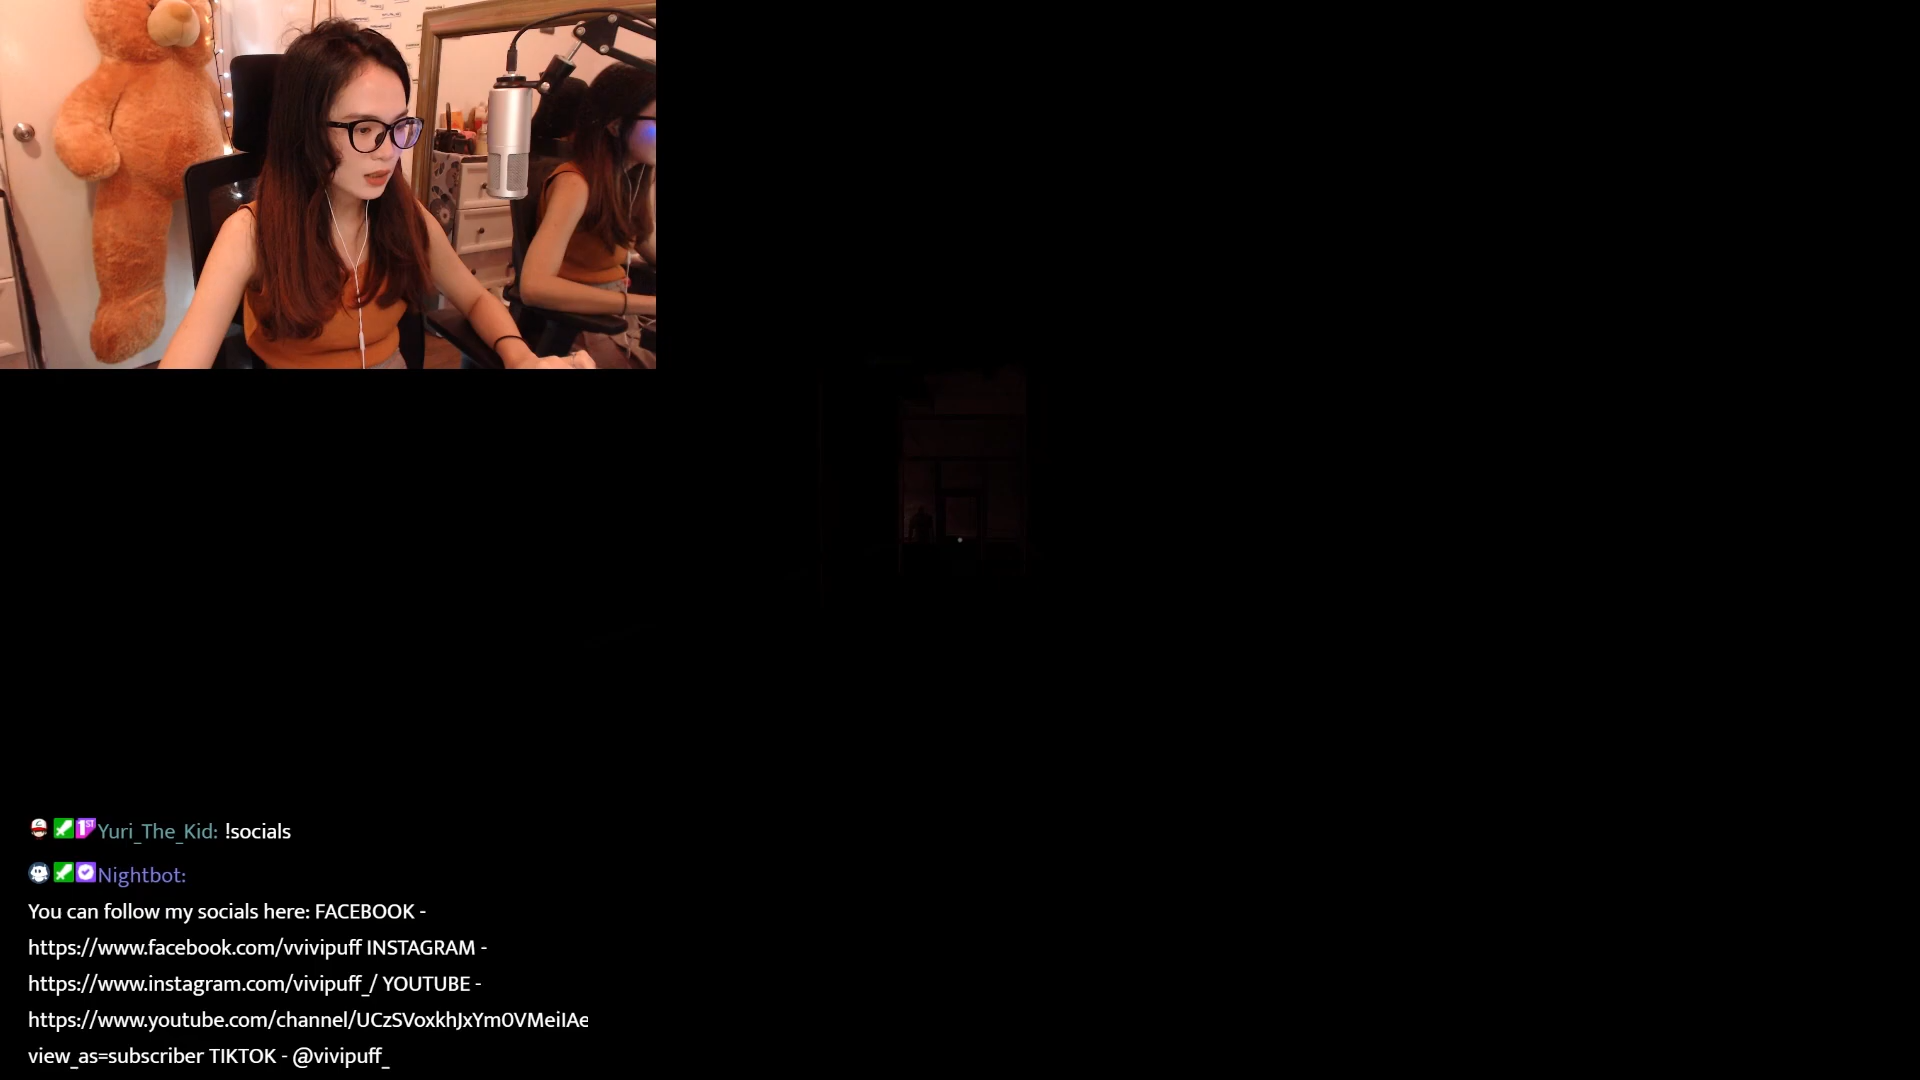 Yuri_The_Kid: !socials
Nightbot:
You can follow my socials here: FACEBOOK -
https://www.facebook.com/vvivipuff INSTAGRAM -
https://www.instagram.com/vivipuff_/ YOUTUBE -
https://www.youtube.com/channel/UCzSVoxkhJxYm0VMeiIAe
view_as=subscriber TIKTOK - @vivipuff_